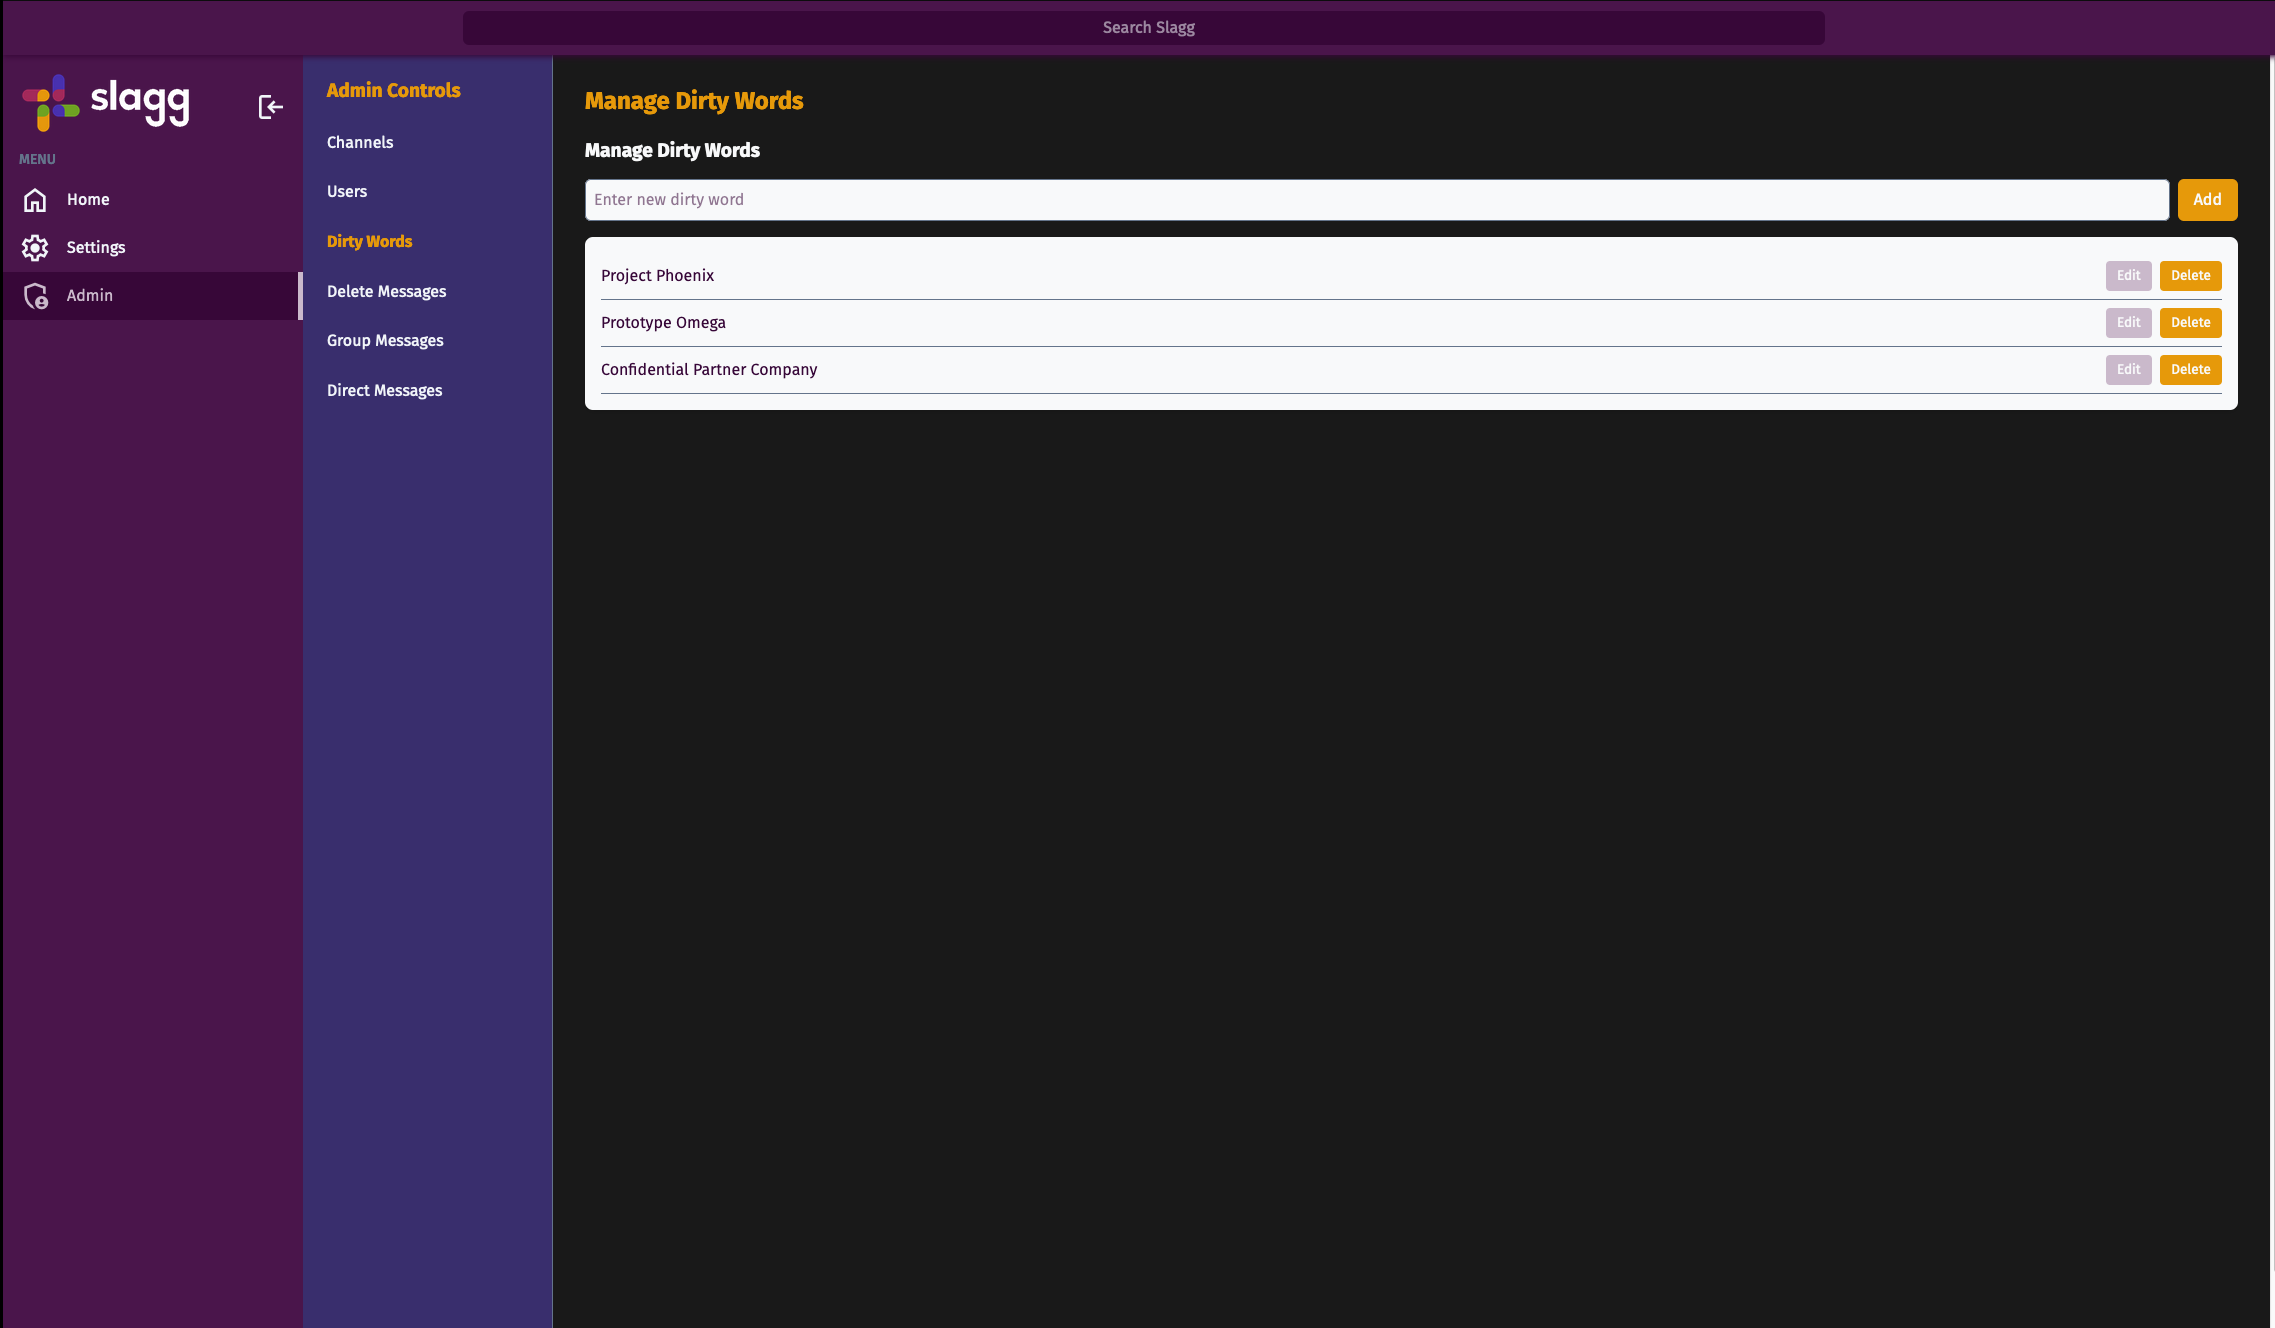 Search Slagg
slagg
MENU
Home
Settings
Admin
Admin Controls
Channels
Users
Dirty Words
Delete Messages
Group Messages
Direct Messages
Manage Dirty Words
Manage Dirty Words
Enter new dirty word
Add
Project Phoenix
Edit
Delete
Prototype Omega
Edit
Delete
Confidential Partner Company
Edit
Delete